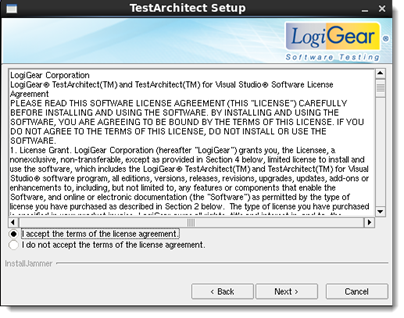 TestArchitect Setup
LogiGear
Software Testing
LogiGear Corporation
LogiGear® TestArchitect(TM) and TestArchitect(TM) for Visual Studio® Software License
Agreement
PLEASE READ THIS SOFTWARE LICENSE AGREEMENT (THIS "LICENSE") CAREFULLY
BEFORE INSTALLING AND USING THE SOFTWARE. BY INSTALLING AND USING THE
SOFTWARE, YOU ARE AGREEING TO BE BOUND BY THE TERMS OF THIS LICENSE. IF YOU
DO NOT AGREE TO THE TERMS OF THIS LICENSE, DO NOT INSTALL OR USE THE
SOFTWARE.
1. License Grant. LogiGear Corporation (hereafter "LogiGear") grants you, the Licensee, a
nonexclusive, non-transferable, except as provided in Section 4 below, limited license to install and
use the software, which includes the LogiGear® TestArchitect(TM) and TestArchitect(TM) for Visual
Studio® software program, all editions, versions, releases, revisions, upgrades, updates, add-ons or
enhancements to, including, but not limited to, any features or components that enable the
Software, and online or electronic documentation (the "Software") as permitted by the type of
license you have purchased as described in Section 2 below. The type of license you have purchased
I accept the terms of the license agreement.
I do not accept the terms of the license agreement.
InstallJammer
< Back
Next >
Cancel